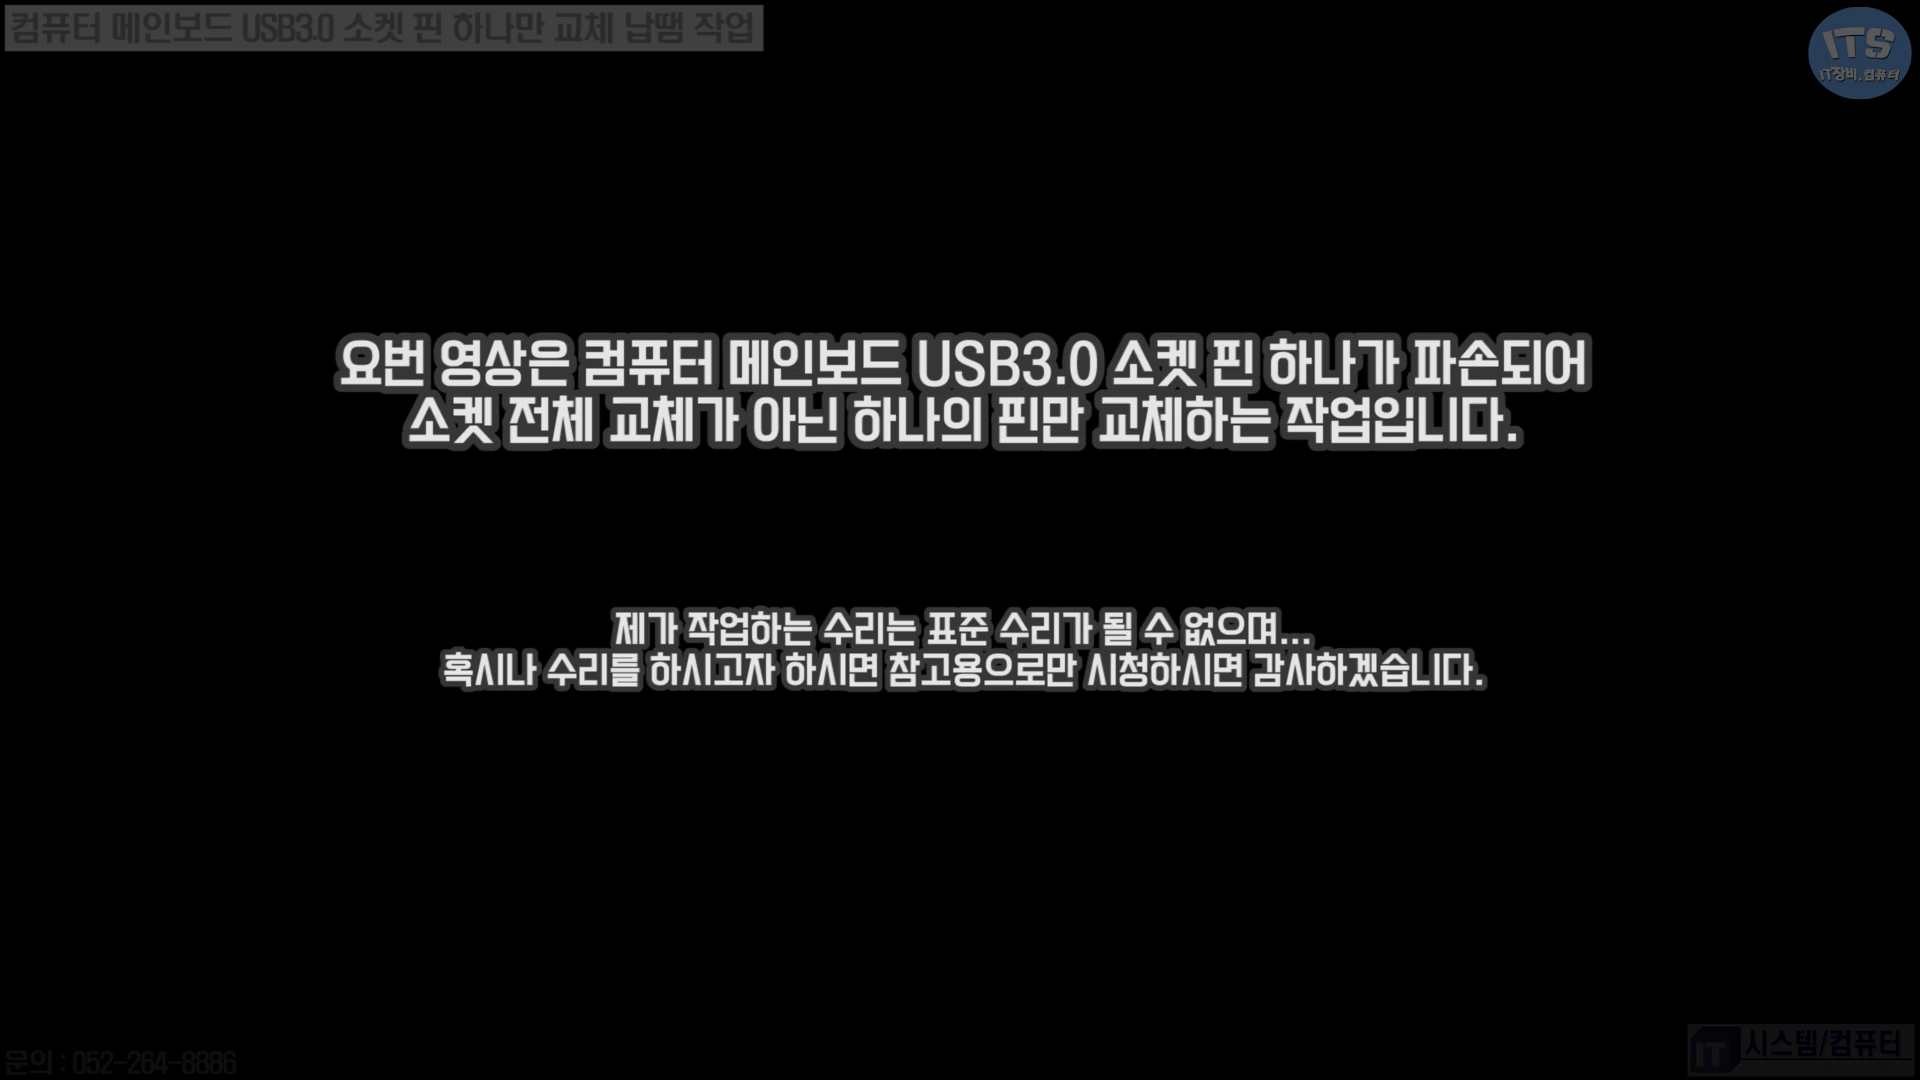 컴퓨터 메인보드 USB3.0 소켓 핀 하나만 교체 납땜 작업
ITS
IT장비.컴퓨터
요번 영상은 컴퓨터 메인보드 USB3.0 소켓 핀 하나가 파손되어
소켓 전체 교체가 아닌 하나의 핀만 교체하는 작업입니다.
제가 작업하는 수리는 표준 수리가 될 수 없으며...
혹시나 수리를 하시고자 하시면 참고용으로만 시청하시면 감사하겠습니다.
문의 : 052-264-8886
IT 시스템/컴퓨터